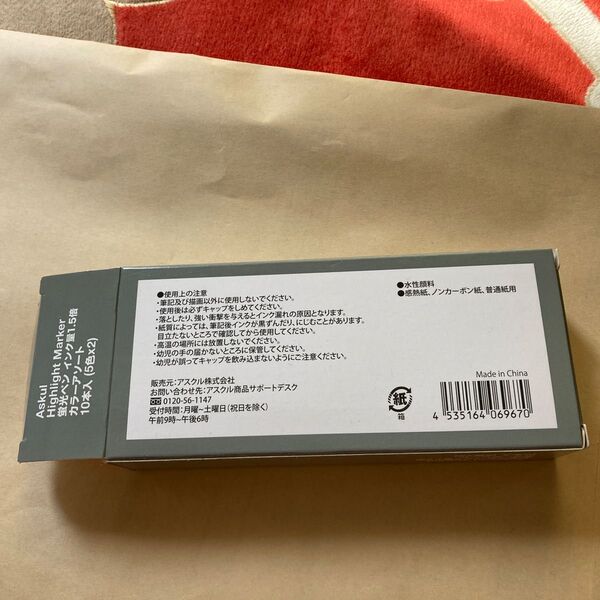 Askul
Highlight Marker
蛍光ペン インク量1.5倍
カラーアソート
10本入 (5色x2)
●使用上の注意
・筆記及び描画以外に使用しないでください。
・使用後は必ずキャップをしめてください。
・落としたり、強い衝撃を与えるとインク漏れの原因となります。
・紙質によっては、筆記後インクが黒ずんだり、にじむことがあります。
目立たないところで確認してから使用してください。
・高温の場所には放置しないでください。
・幼児の手の届かないところに保管してください。
・幼児が誤ってキャップを飲み込まないようにご注意ください。
販売元：アスクル株式会社
お問い合わせ先：アスクル商品サポートデスク
0120-56-1147
受付時間：月曜~土曜日（祝日を除く）
午前9時~午後6時
●水性顔料
●感熱紙、ノンカーボン紙、普通紙用
Made in China
紙
箱
4 535164 069670